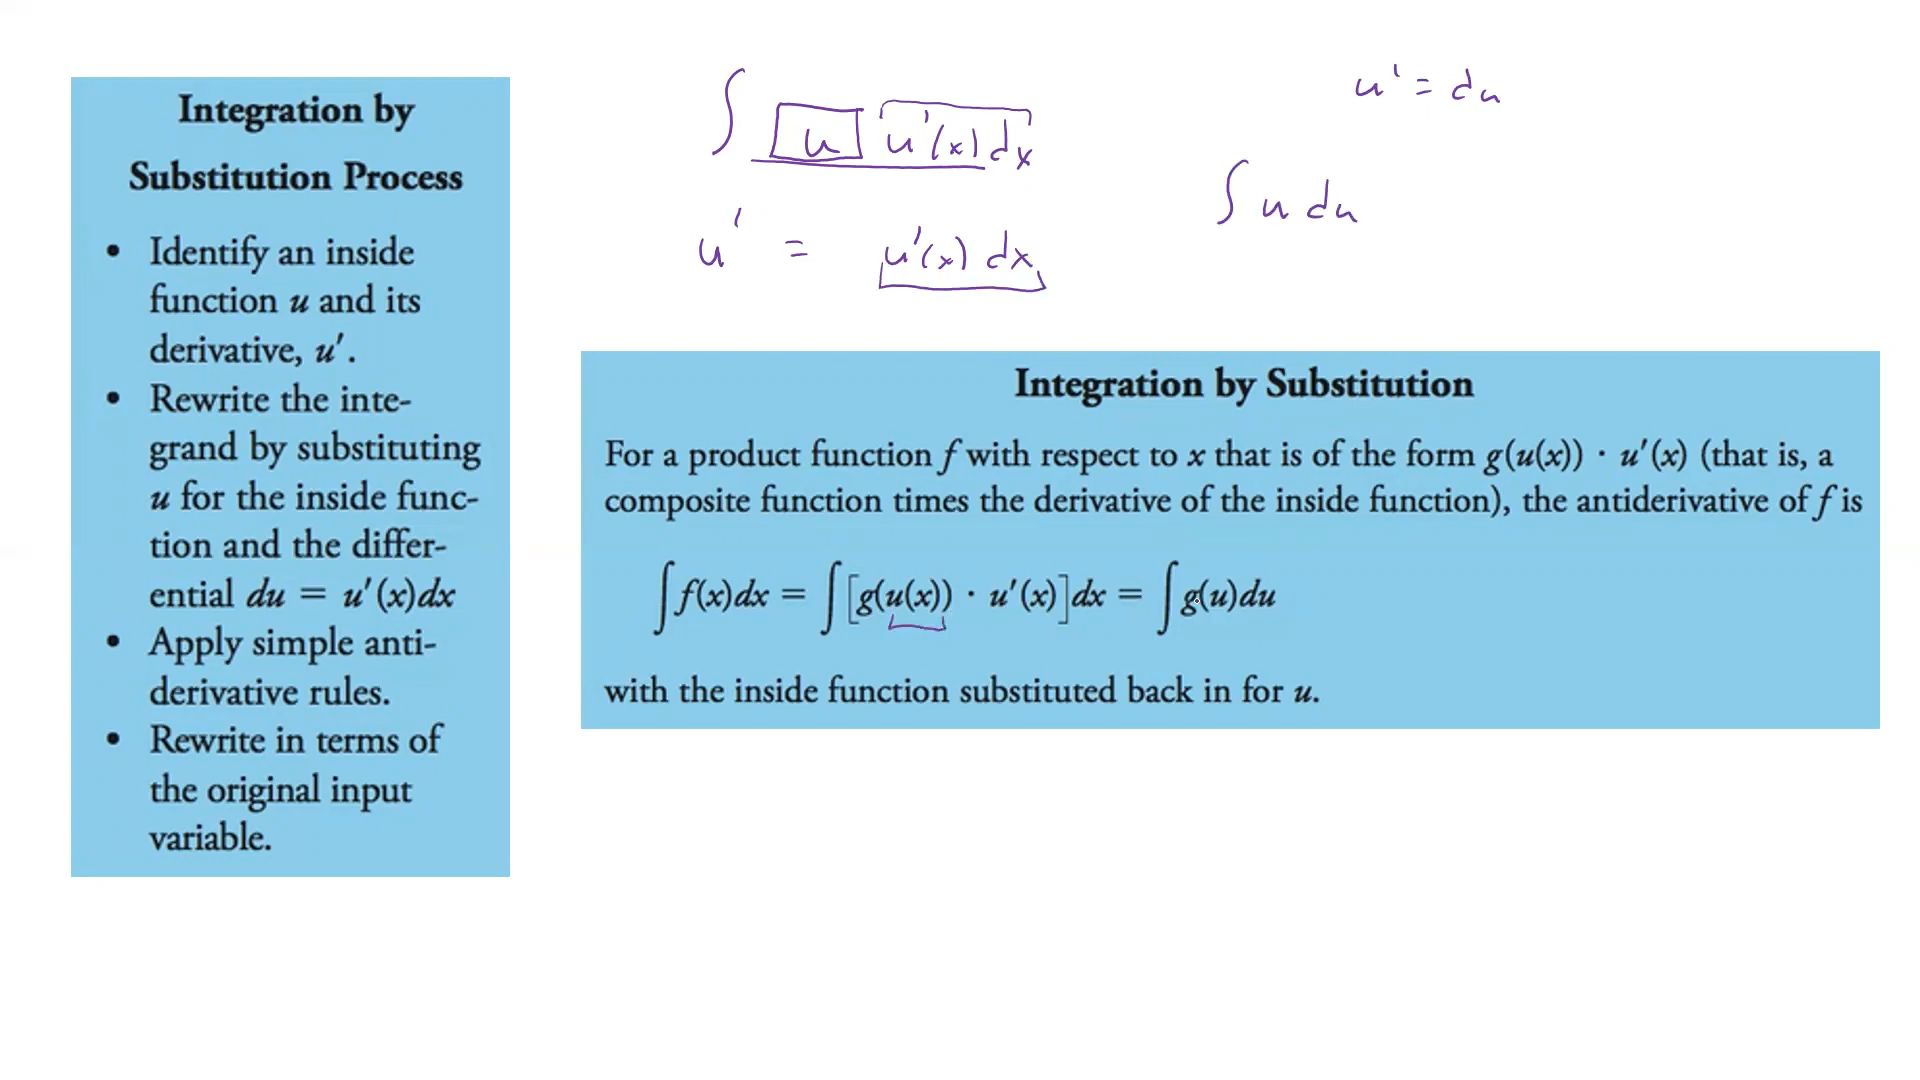 Integration by
Substitution Process
• Identify an inside
function u and its
derivative, u′.
• Rewrite the inte-
grand by substituting
u for the inside func-
tion and the differ-
ential du = u′(x)dx
• Apply simple anti-
derivative rules.
• Rewrite in terms of
the original input
variable.
∫ u u'(x) dx
u' = u'(x) dx
u' = du
∫ u du
Integration by Substitution
For a product function f with respect to x that is of the form g(u(x)) · u′(x) (that is, a
composite function times the derivative of the inside function), the antiderivative of f is
∫f(x)dx = ∫[g(u(x)) · u′(x)]dx = ∫g(u)du
with the inside function substituted back in for u.